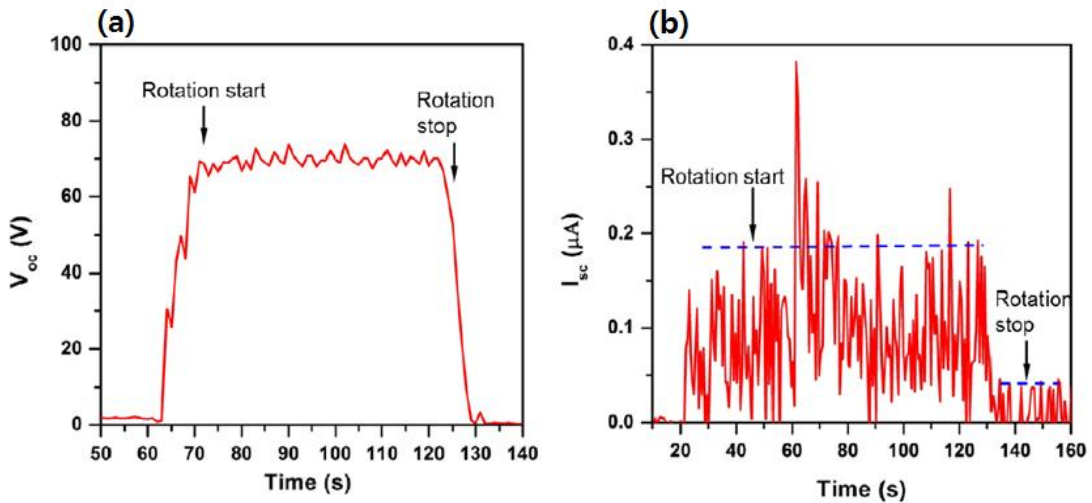 (a)
100
80
60
40
20
0
V_oc (V)
Rotation start
Rotation
stop
50 60 70 80 90 100 110 120 130 140
Time (s)
(b)
0.4
0.3
0.2
0.1
0.0
I_sc (μA)
Rotation start
Rotation
stop
20 40 60 80 100 120 140 160
Time (s)